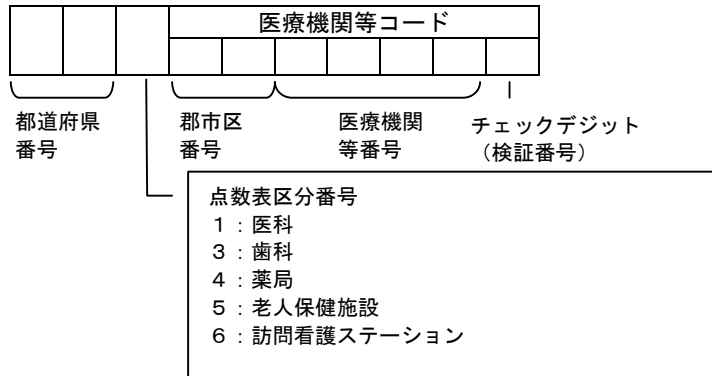 医療機関等コード
都道府県
番号
郡市区
番号
医療機関
等番号
チェックデジット
（検証番号）
点数表区分番号
１：医科
３：歯科
４：薬局
５：老人保健施設
６：訪問看護ステーション